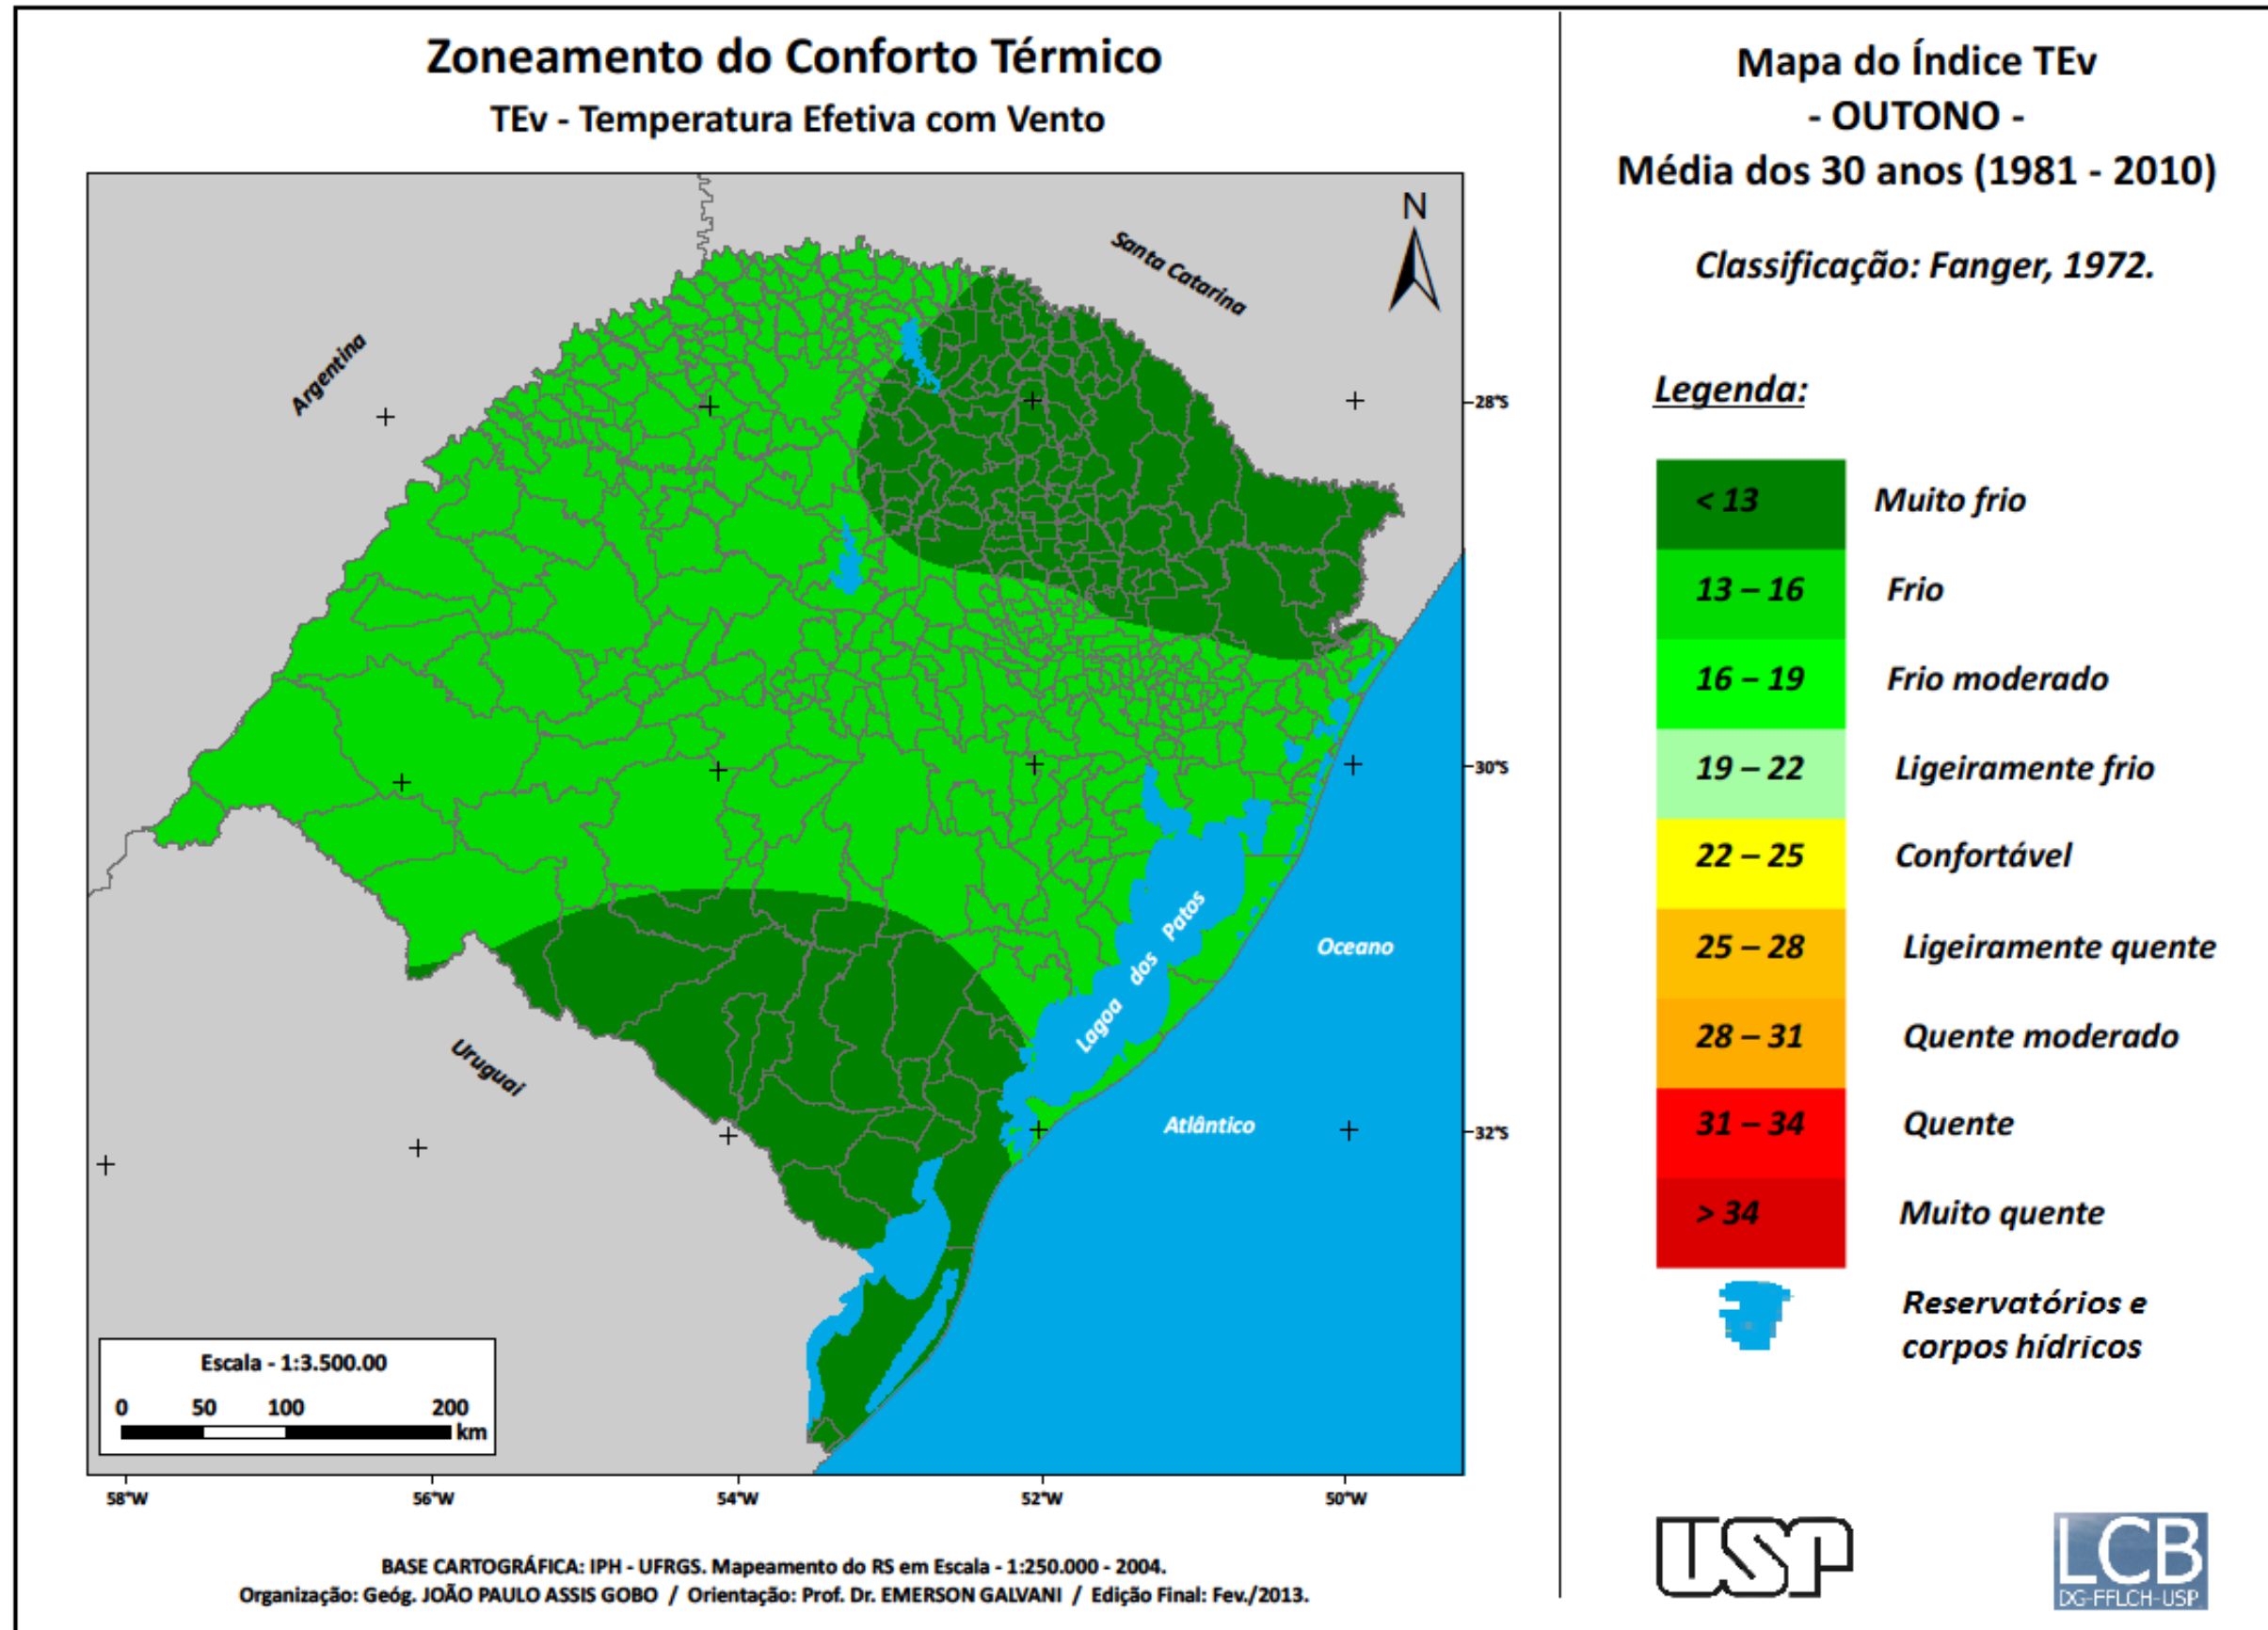 Zoneamento do Conforto Térmico
TEv - Temperatura Efetiva com Vento
N
Santa Catarina
Argentina
28°S
30°S
Lagoa dos Patos
Oceano
Uruguai
Atlântico
32°S
Escala - 1:3.500.00
0 50 100 200
km
58°W 56°W 54°W 52°W 50°W
BASE CARTOGRÁFICA: IPH - UFRGS. Mapeamento do RS em Escala - 1:250.000 - 2004.
Organização: Geóg. JOÃO PAULO ASSIS GOBO / Orientação: Prof. Dr. EMERSON GALVANI / Edição Final: Fev./2013.
Mapa do Índice TEv
- OUTONO -
Média dos 30 anos (1981 - 2010)
Classificação: Fanger, 1972.
Legenda:
< 13 Muito frio
13 – 16 Frio
16 – 19 Frio moderado
19 – 22 Ligeiramente frio
22 – 25 Confortável
25 – 28 Ligeiramente quente
28 – 31 Quente moderado
31 – 34 Quente
> 34 Muito quente
Reservatórios e
corpos hídricos
USP
LCB
DG-FFLCH-USP